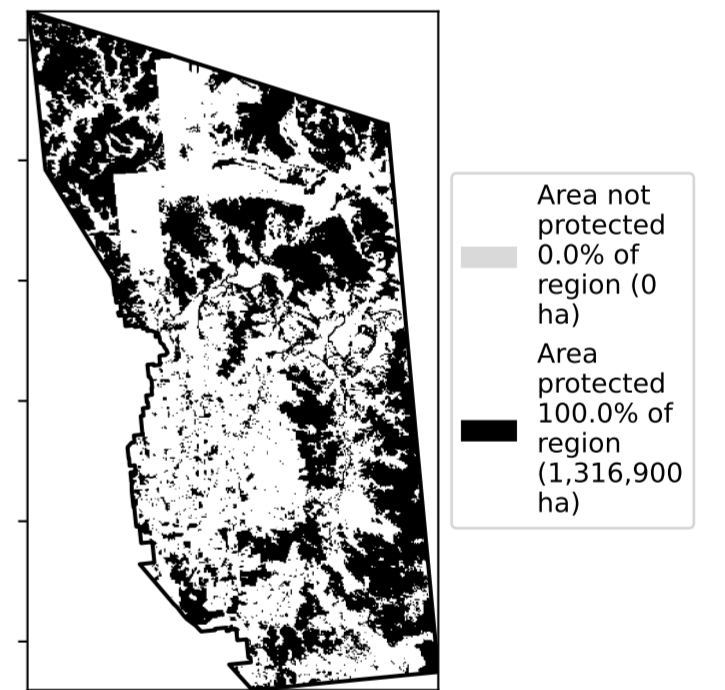 Area not
protected
0.0% of
region (0
ha)
Area
protected
100.0% of
region
(1,316,900
ha)